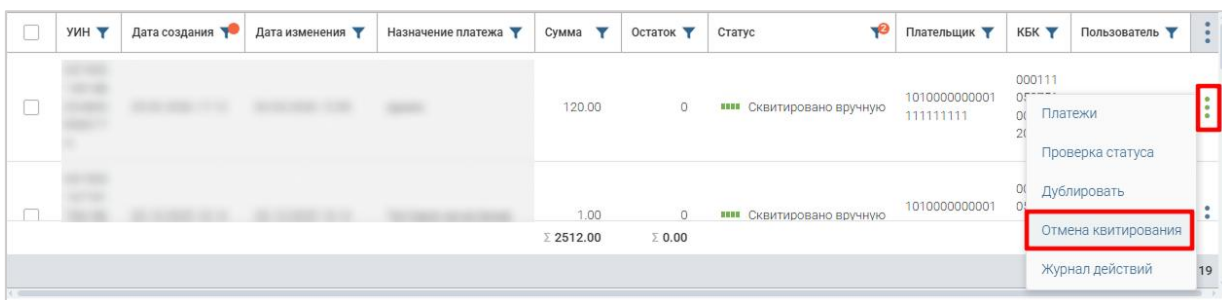 УИН Дата создания Дата изменения Назначение платежа Сумма Остаток Статус 2 Плательщик КБК Пользователь
000111
120.00 0 Сквитировано вручную 1010000000001
111111111
Платежи
Проверка статуса
Дублировать
1.00 0 Сквитировано вручную 1010000000001
Отмена квитирования
Σ 2512.00 Σ 0.00
Журнал действий 19